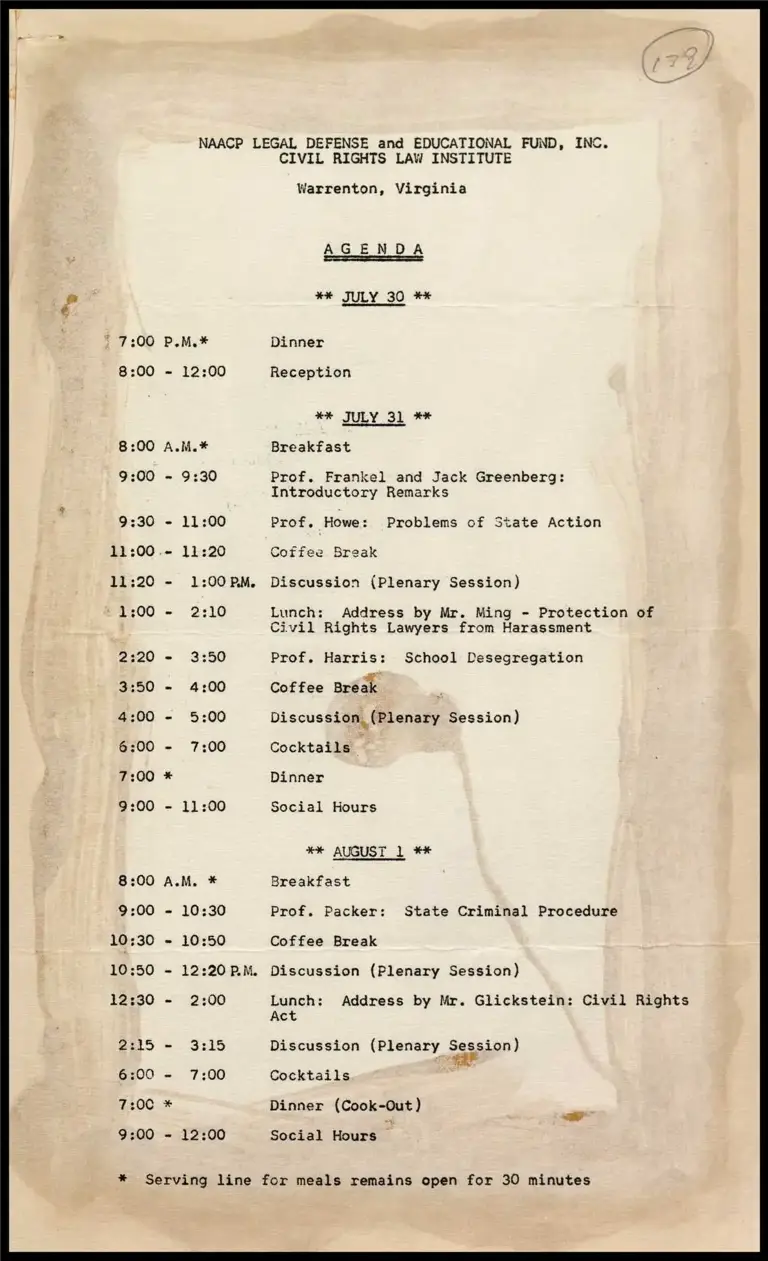 139
NAACP LEGAL DEFENSE and EDUCATIONAL FUND, INC.
CIVIL RIGHTS LAW INSTITUTE
Warrenton, Virginia
A G E N D A
** JULY 30 **
7:00 P.M.* Dinner
8:00 - 12:00 Reception
** JULY 31 **
8:00 A.M.* Breakfast
9:00 - 9:30 Prof. Frankel and Jack Greenberg:
Introductory Remarks
9:30 - 11:00 Prof. Howe: Problems of State Action
11:00 - 11:20 Coffee Break
11:20 - 1:00 P.M. Discussion (Plenary Session)
1:00 - 2:10 Lunch: Address by Mr. Ming - Protection of
Civil Rights Lawyers from Harassment
2:20 - 3:50 Prof. Harris: School Desegregation
3:50 - 4:00 Coffee Break
4:00 - 5:00 Discussion (Plenary Session)
6:00 - 7:00 Cocktails
7:00 * Dinner
9:00 - 11:00 Social Hours
** AUGUST 1 **
8:00 A.M. * Breakfast
9:00 - 10:30 Prof. Packer: State Criminal Procedure
10:30 - 10:50 Coffee Break
10:50 - 12:20 P.M. Discussion (Plenary Session)
12:30 - 2:00 Lunch: Address by Mr. Glickstein: Civil Rights
Act
2:15 - 3:15 Discussion (Plenary Session)
6:00 - 7:00 Cocktails
7:00 * Dinner (Cook-Out)
9:00 - 12:00 Social Hours
* Serving line for meals remains open for 30 minutes